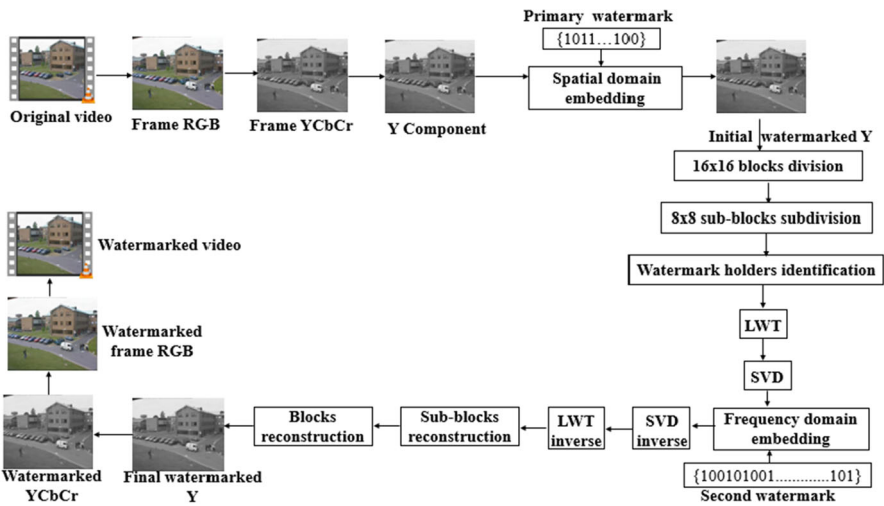 Primary watermark
{1011...100}
Original video
Frame RGB
Frame YCbCr
Y Component
Spatial domain
embedding
Initial watermarked Y
16x16 blocks division
8x8 sub-blocks subdivision
Watermark holders identification
LWT
SVD
Frequency domain
embedding
{100101001.............101}
Second watermark
SVD
inverse
LWT
inverse
Sub-blocks
reconstruction
Blocks
reconstruction
Final watermarked
Y
Watermarked
YCbCr
Watermarked
frame RGB
Watermarked video